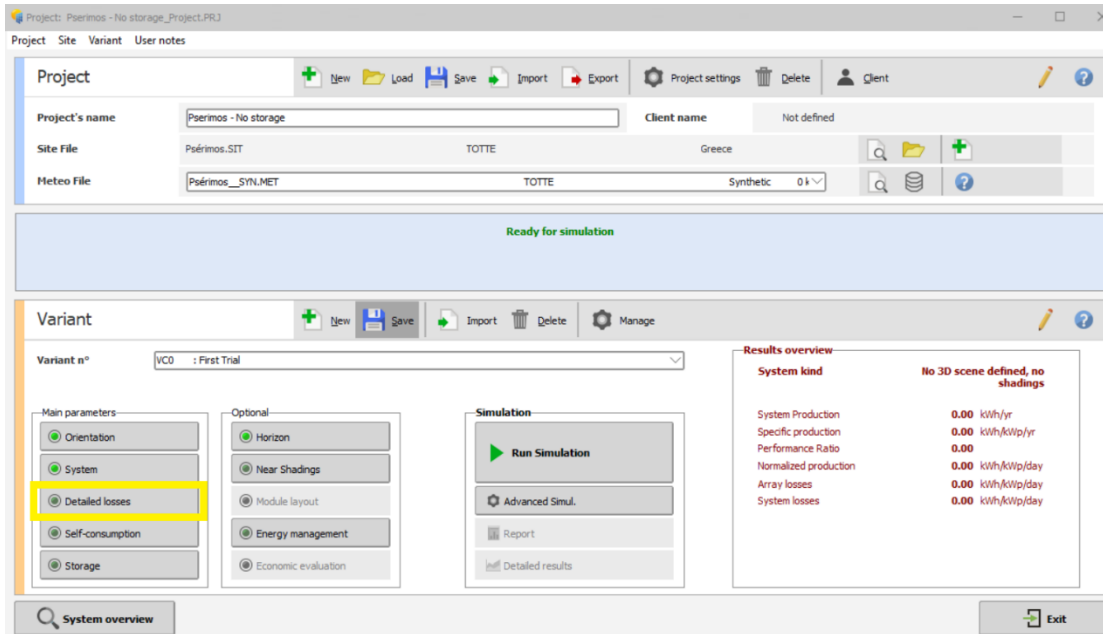 Project: Pserimos - No storage_Project.PRJ
Project Site Variant User notes
Project New Load Save Import Export Project settings Delete Client ?
Project's name Pserimos - No storage Client name Not defined
Site File Psérimos.SIT TOTTE Greece
Meteo File Psérimos__SYN.MET TOTTE Synthetic 0 k ?
Ready for simulation
Variant New Save Import Delete Manage ?
Variant n° VC0 : First Trial
Results overview
System kind No 3D scene defined, no
shadings
Main parameters Optional Simulation
Orientation Horizon Run Simulation System Production 0.00 kWh/yr
Specific production 0.00 kWh/kWp/yr
System Near Shadings Performance Ratio 0.00
Normalized production 0.00 kWh/kWp/day
Detailed losses Module layout Advanced Simul. Array losses 0.00 kWh/kWp/day
System losses 0.00 kWh/kWp/day
Self-consumption Energy management Report
Storage Economic evaluation Detailed results
System overview Exit